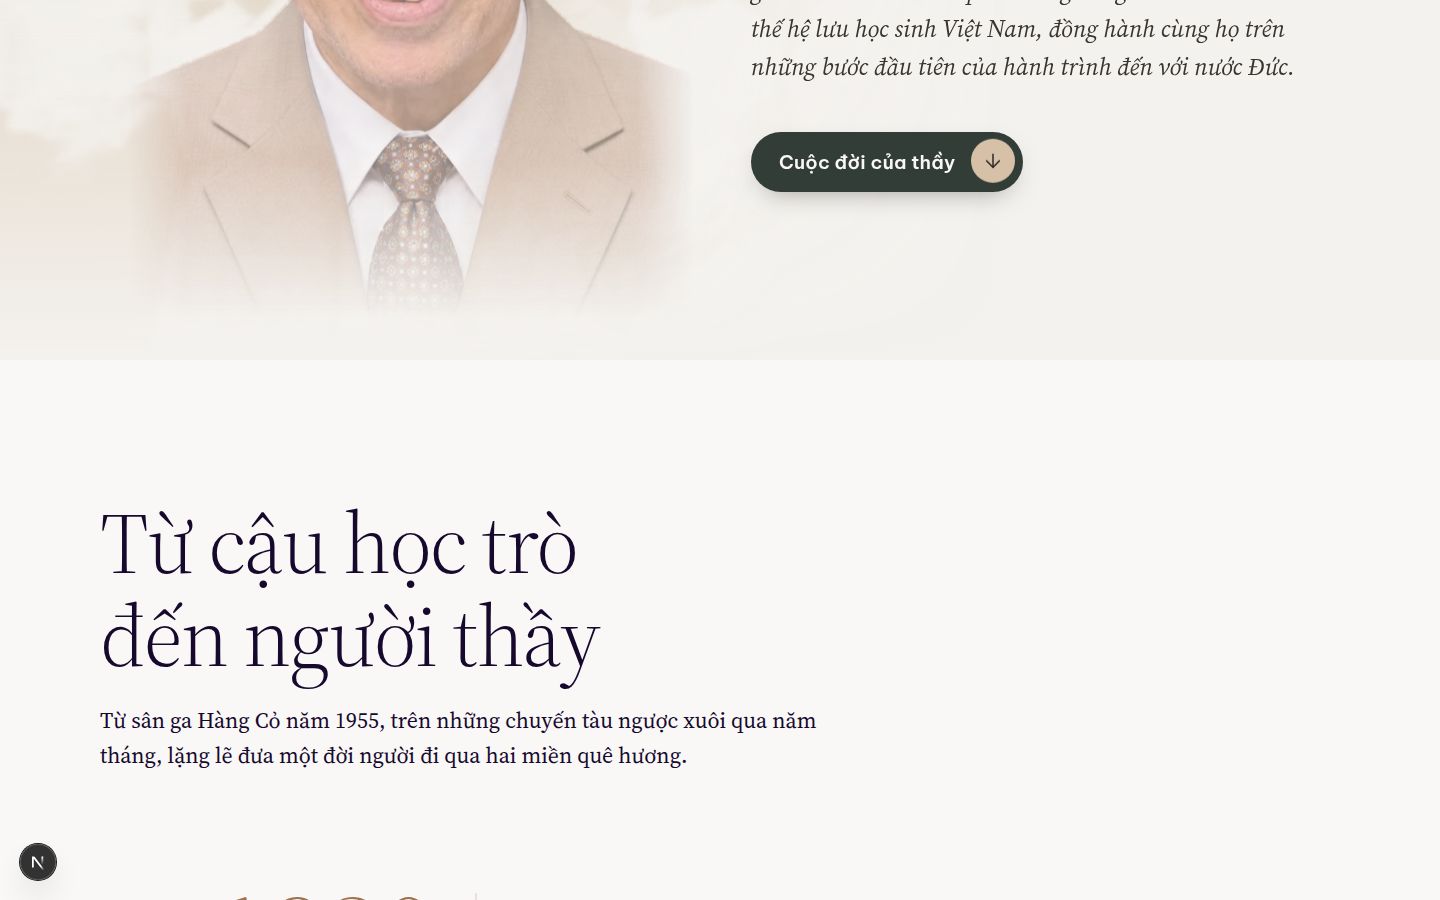 thế hệ lưu học sinh Việt Nam, đồng hành cùng họ trên
những bước đầu tiên của hành trình đến với nước Đức.
Cuộc đời của thầy
Từ cậu học trò
đến người thầy
Từ sân ga Hàng Cỏ năm 1955, trên những chuyến tàu ngược xuôi qua năm
tháng, lặng lẽ đưa một đời người đi qua hai miền quê hương.
N